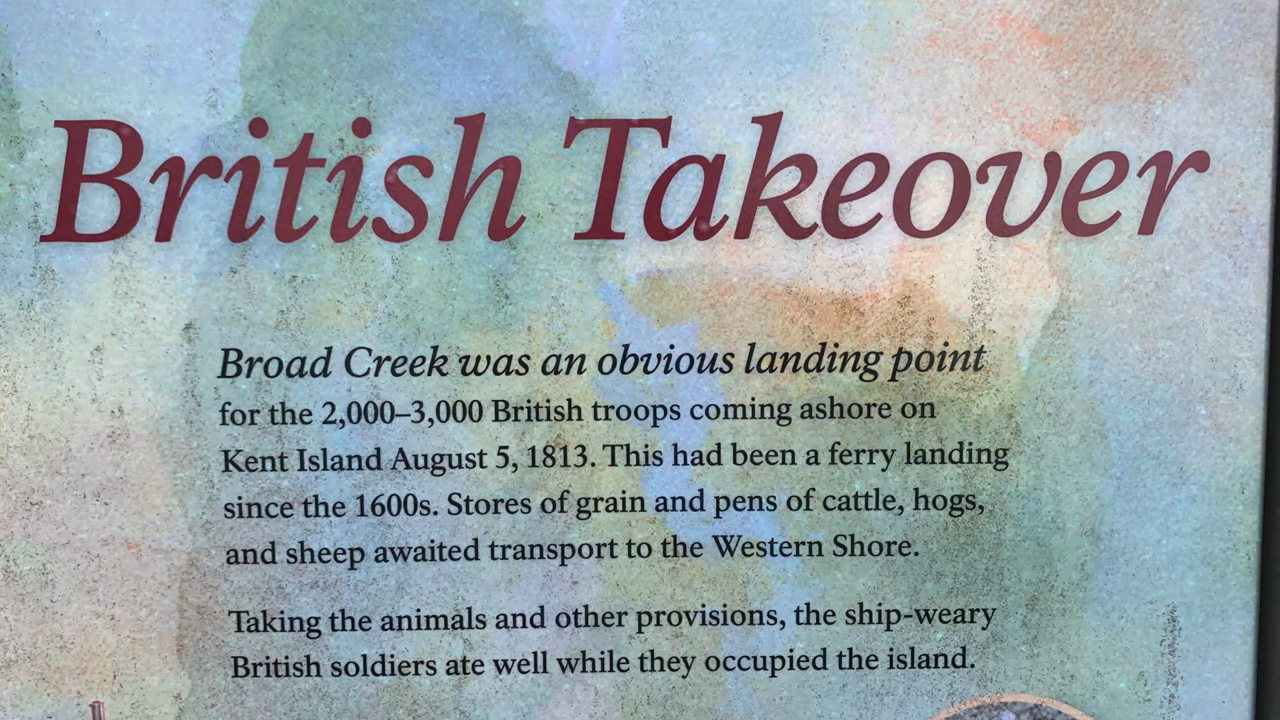 British Takeover
Broad Creek was an obvious landing point
for the 2,000–3,000 British troops coming ashore on
Kent Island August 5, 1813. This had been a ferry landing
since the 1600s. Stores of grain and pens of cattle, hogs,
and sheep awaited transport to the Western Shore.
Taking the animals and other provisions, the ship-weary
British soldiers ate well while they occupied the island.